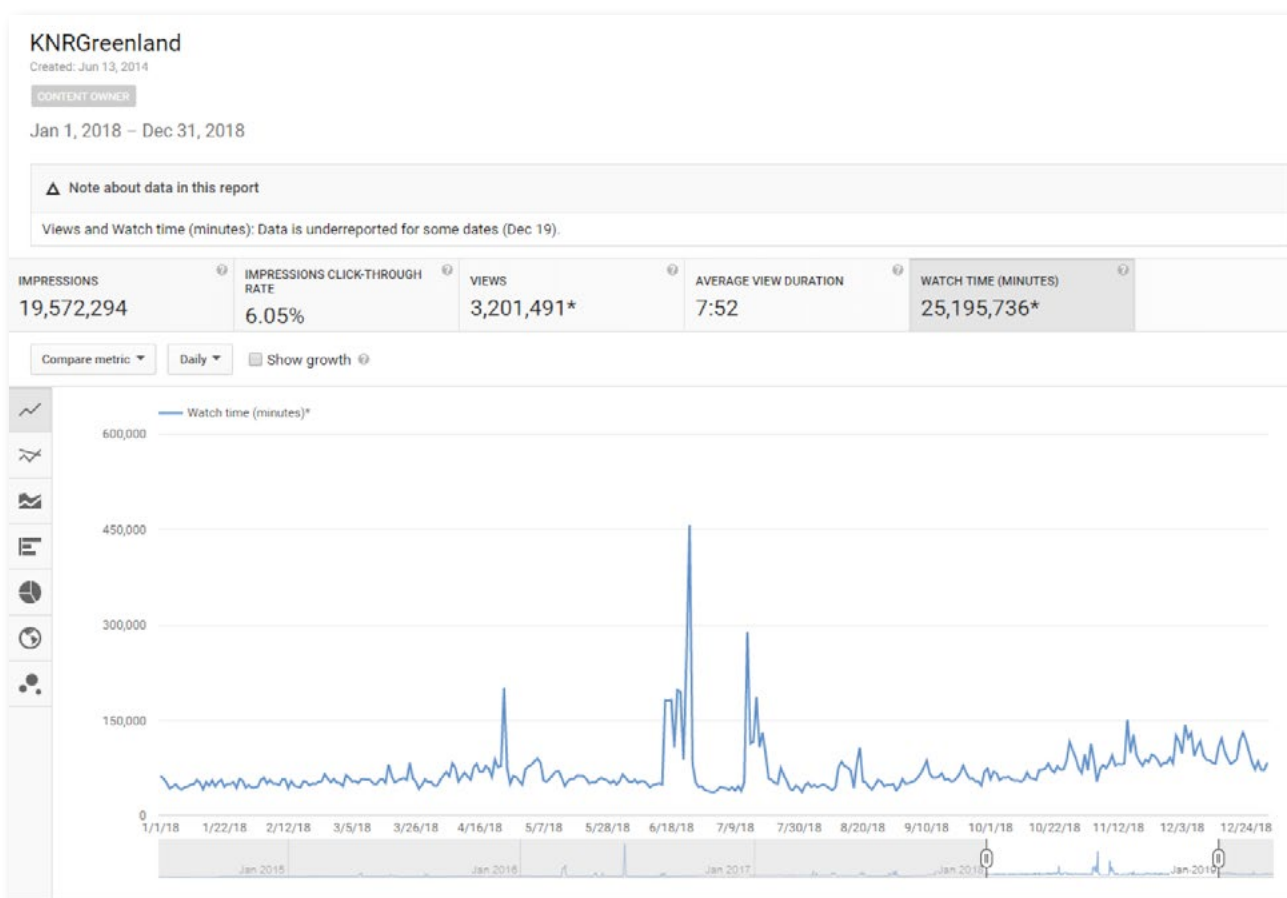 KNRGreenland
Created: Jun 13, 2014
CONTENT OWNER
Jan 1, 2018 – Dec 31, 2018
Note about data in this report
Views and Watch time (minutes): Data is underreported for some dates (Dec 19).
IMPRESSIONS
19,572,294
IMPRESSIONS CLICK-THROUGH
RATE
6.05%
VIEWS
3,201,491*
AVERAGE VIEW DURATION
7:52
WATCH TIME (MINUTES)
25,195,736*
Compare metric
Daily
Show growth
Watch time (minutes)*
600,000
450,000
300,000
150,000
0
1/1/18 1/22/18 2/12/18 3/5/18 3/26/18 4/16/18 5/7/18 5/28/18 6/18/18 7/9/18 7/30/18 8/20/18 9/10/18 10/1/18 10/22/18 11/12/18 12/3/18 12/24/18
Jan 2015 Jan 2016 Jan 2017 Jan 2018 Jan 2019